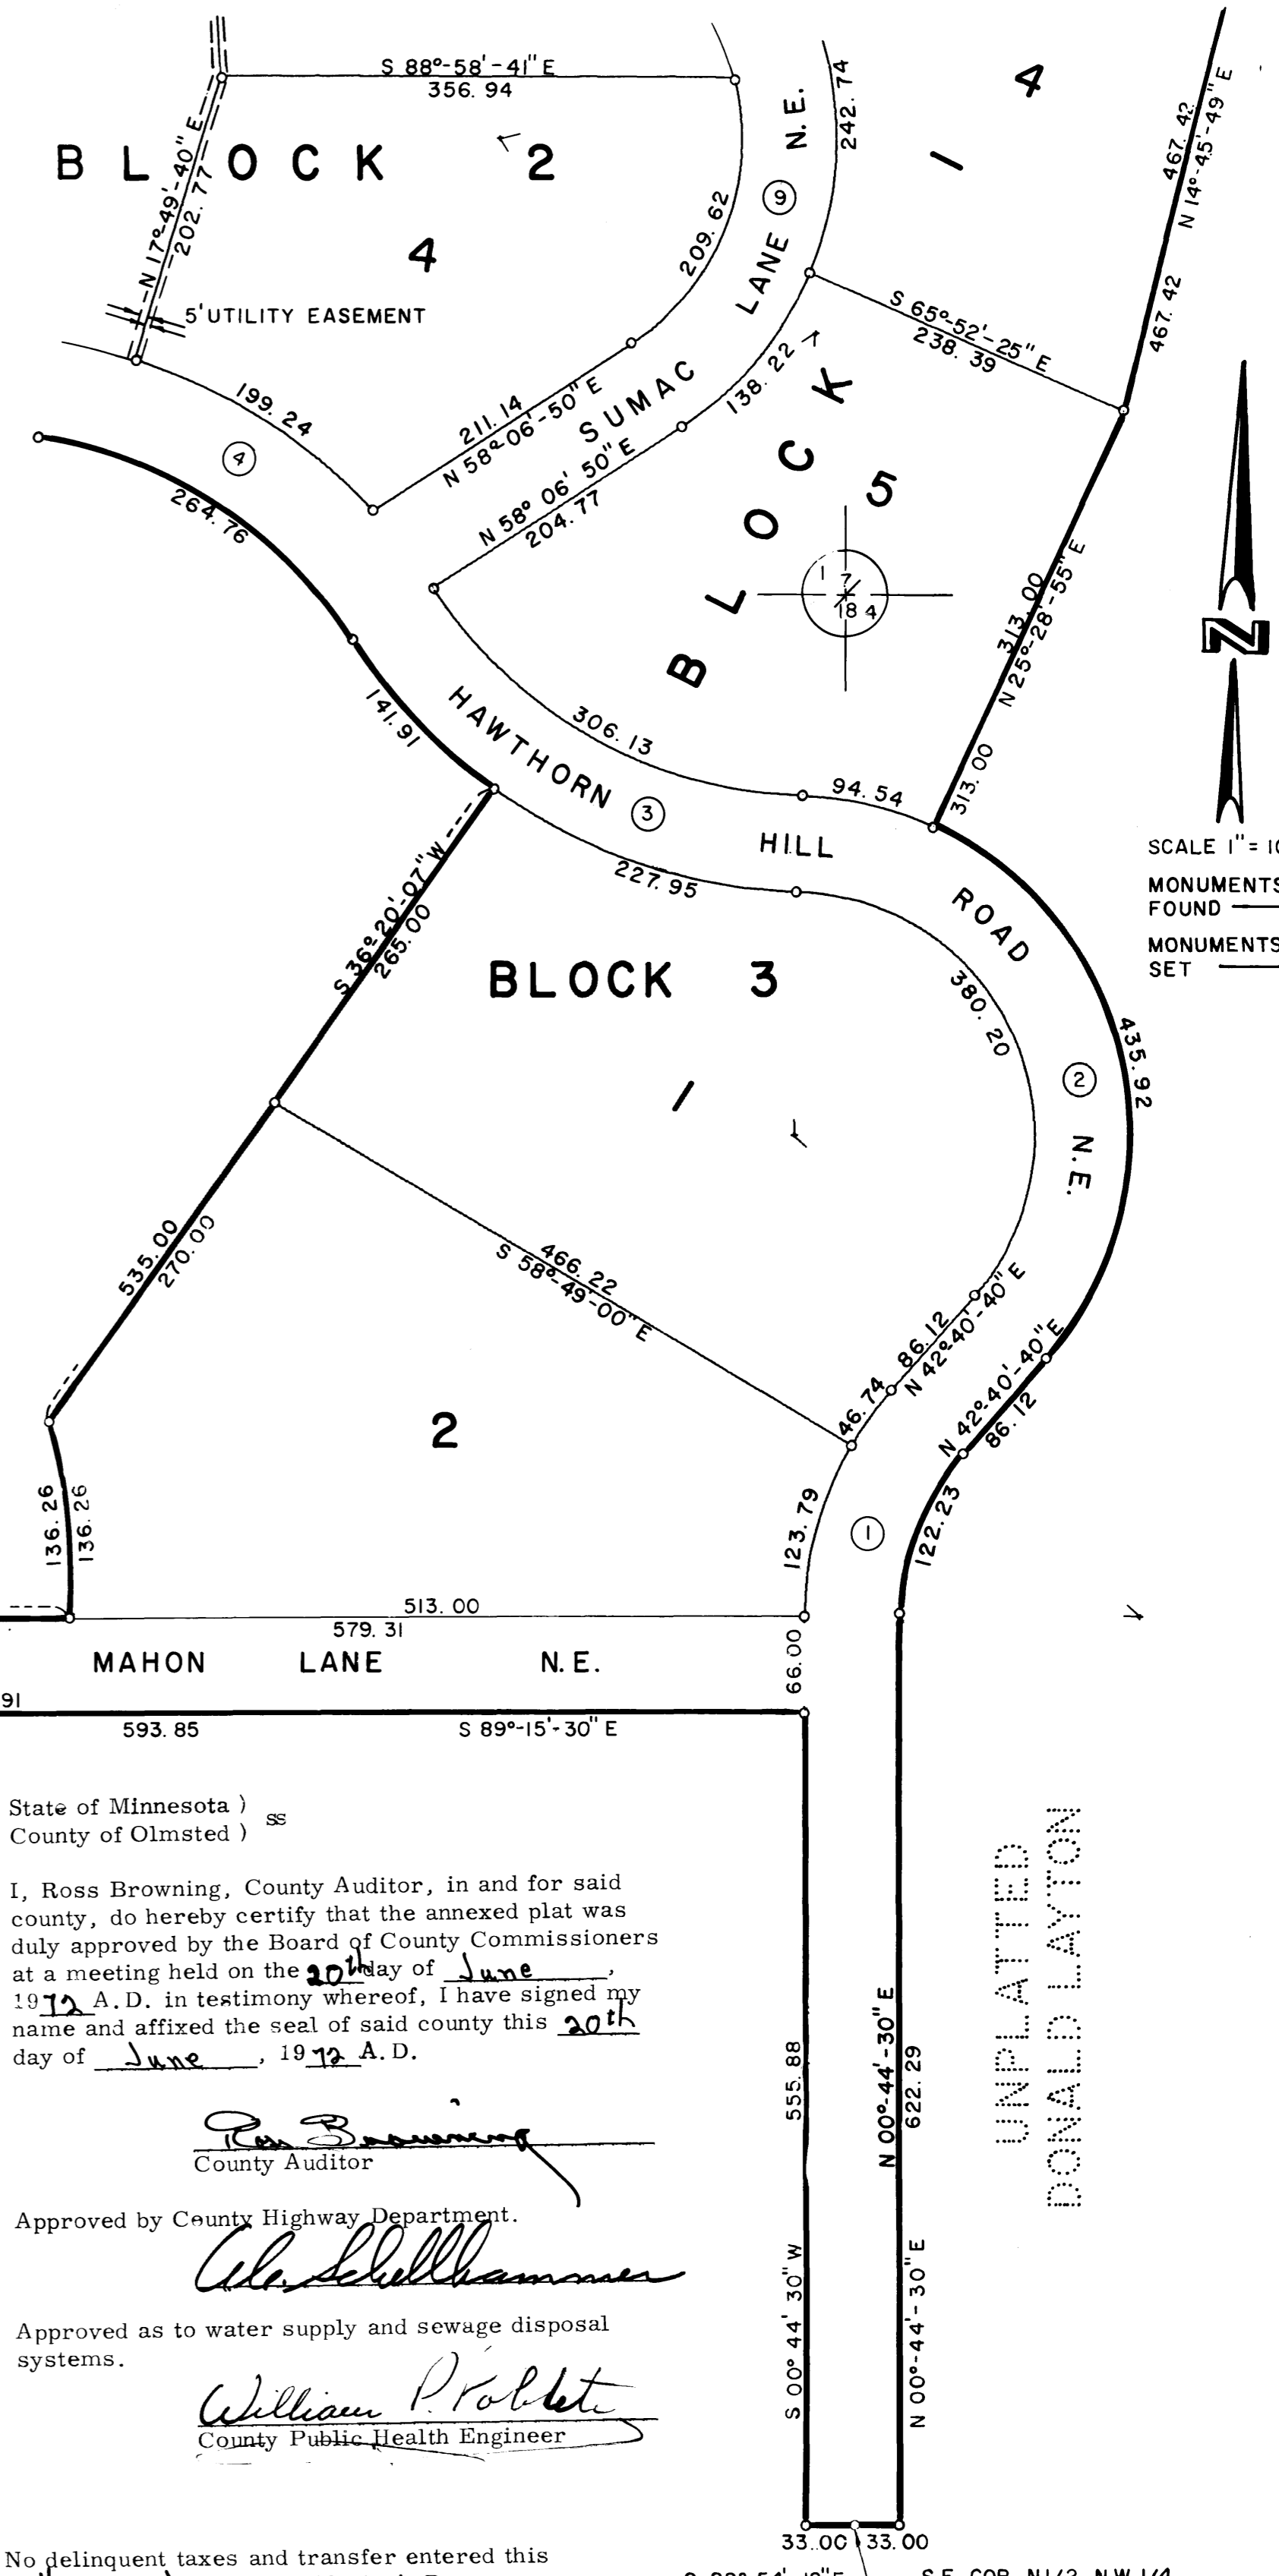 S 88°-58'-41" E
356.94
BLOCK 2
4
N 17°-49'-40" E
202.77
5' UTILITY EASEMENT
209.62
N.E.
9
LANE
SUMAC
242.74
1
4
467.42
N 14°-45'-49" E
467.42
S 65°-52'-25" E
238.39
138.22
199.24
4
211.14
N 58°-06'-50" E
N 58° 06' 50" E
204.77
264.76
BLOCK
5
1 7
18 4
313.00
N 25°-28'-55" E
313.00
N
141.91
HAWTHORN
3
HILL
ROAD
2
N.E.
306.13
94.54
227.95
SCALE 1" = 10
MONUMENTS
FOUND
MONUMENTS
SET
S 36°-20'-07" W
265.00
BLOCK 3
1
380.20
435.92
535.00
270.00
466.22
S 58°-49'-00" E
86.12
N 42°-40'-40" E
N 42°-40'-40" E
86.12
46.74
2
136.26
136.26
123.79
1
122.23
513.00
579.31
66.00
MAHON LANE N.E.
91
593.85 S 89°-15'-30" E
State of Minnesota )
ss
County of Olmsted )
I, Ross Browning, County Auditor, in and for said
county, do hereby certify that the annexed plat was
duly approved by the Board of County Commissioners
at a meeting held on the 20th day of June,
1972 A.D. in testimony whereof, I have signed my
name and affixed the seal of said county this 20th
day of June, 1972 A.D.
Ross Browning
County Auditor
Approved by County Highway Department.
Approved as to water supply and sewage disposal
systems.
William P.
County Public Health Engineer
555.88
S 00° 44' 30" W
N 00°-44'-30" E
622.29
N 00°-44'-30" E
UNPLATTED
DONALD LAYTON
33.00 33.00
No delinquent taxes and transfer entered this